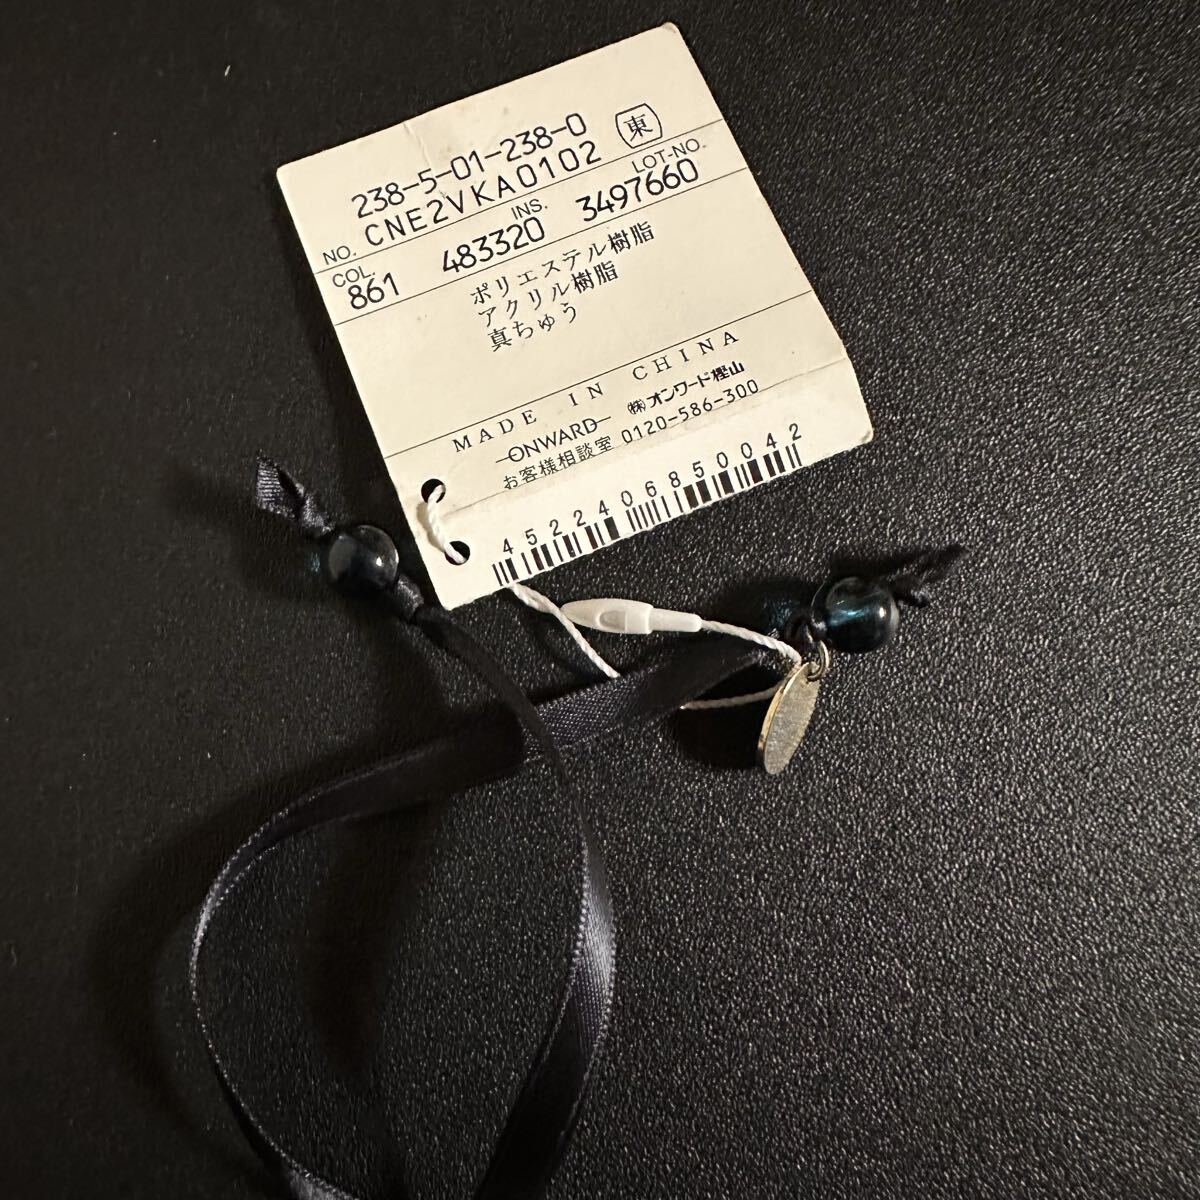 238-5-01-238-0
NO. CNE2VKA0102 東
COL. INS. LOT-NO.
861 483320 3497660
ポリエステル樹脂
アクリル樹脂
真ちゅう
MADE IN CHINA
ONWARD ㈱オンワード樫山
お客様相談室 0120-586-300
4522406850042